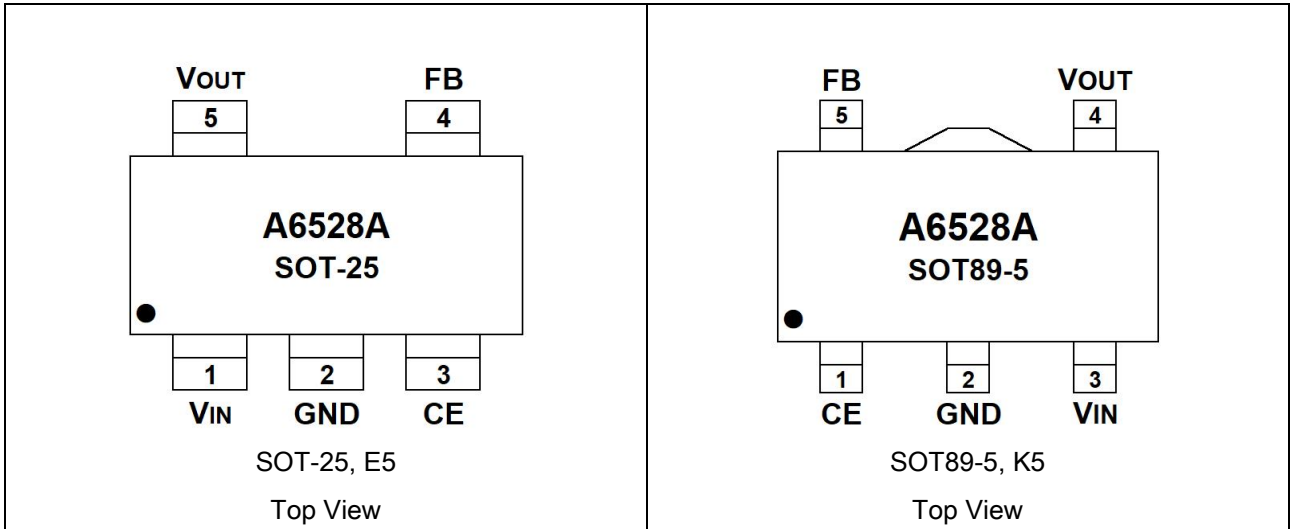 VOUT FB
5 4
A6528A
SOT-25
1 2 3
VIN GND CE
SOT-25, E5
Top View
FB VOUT
5 4
A6528A
SOT89-5
1 2 3
CE GND VIN
SOT89-5, K5
Top View